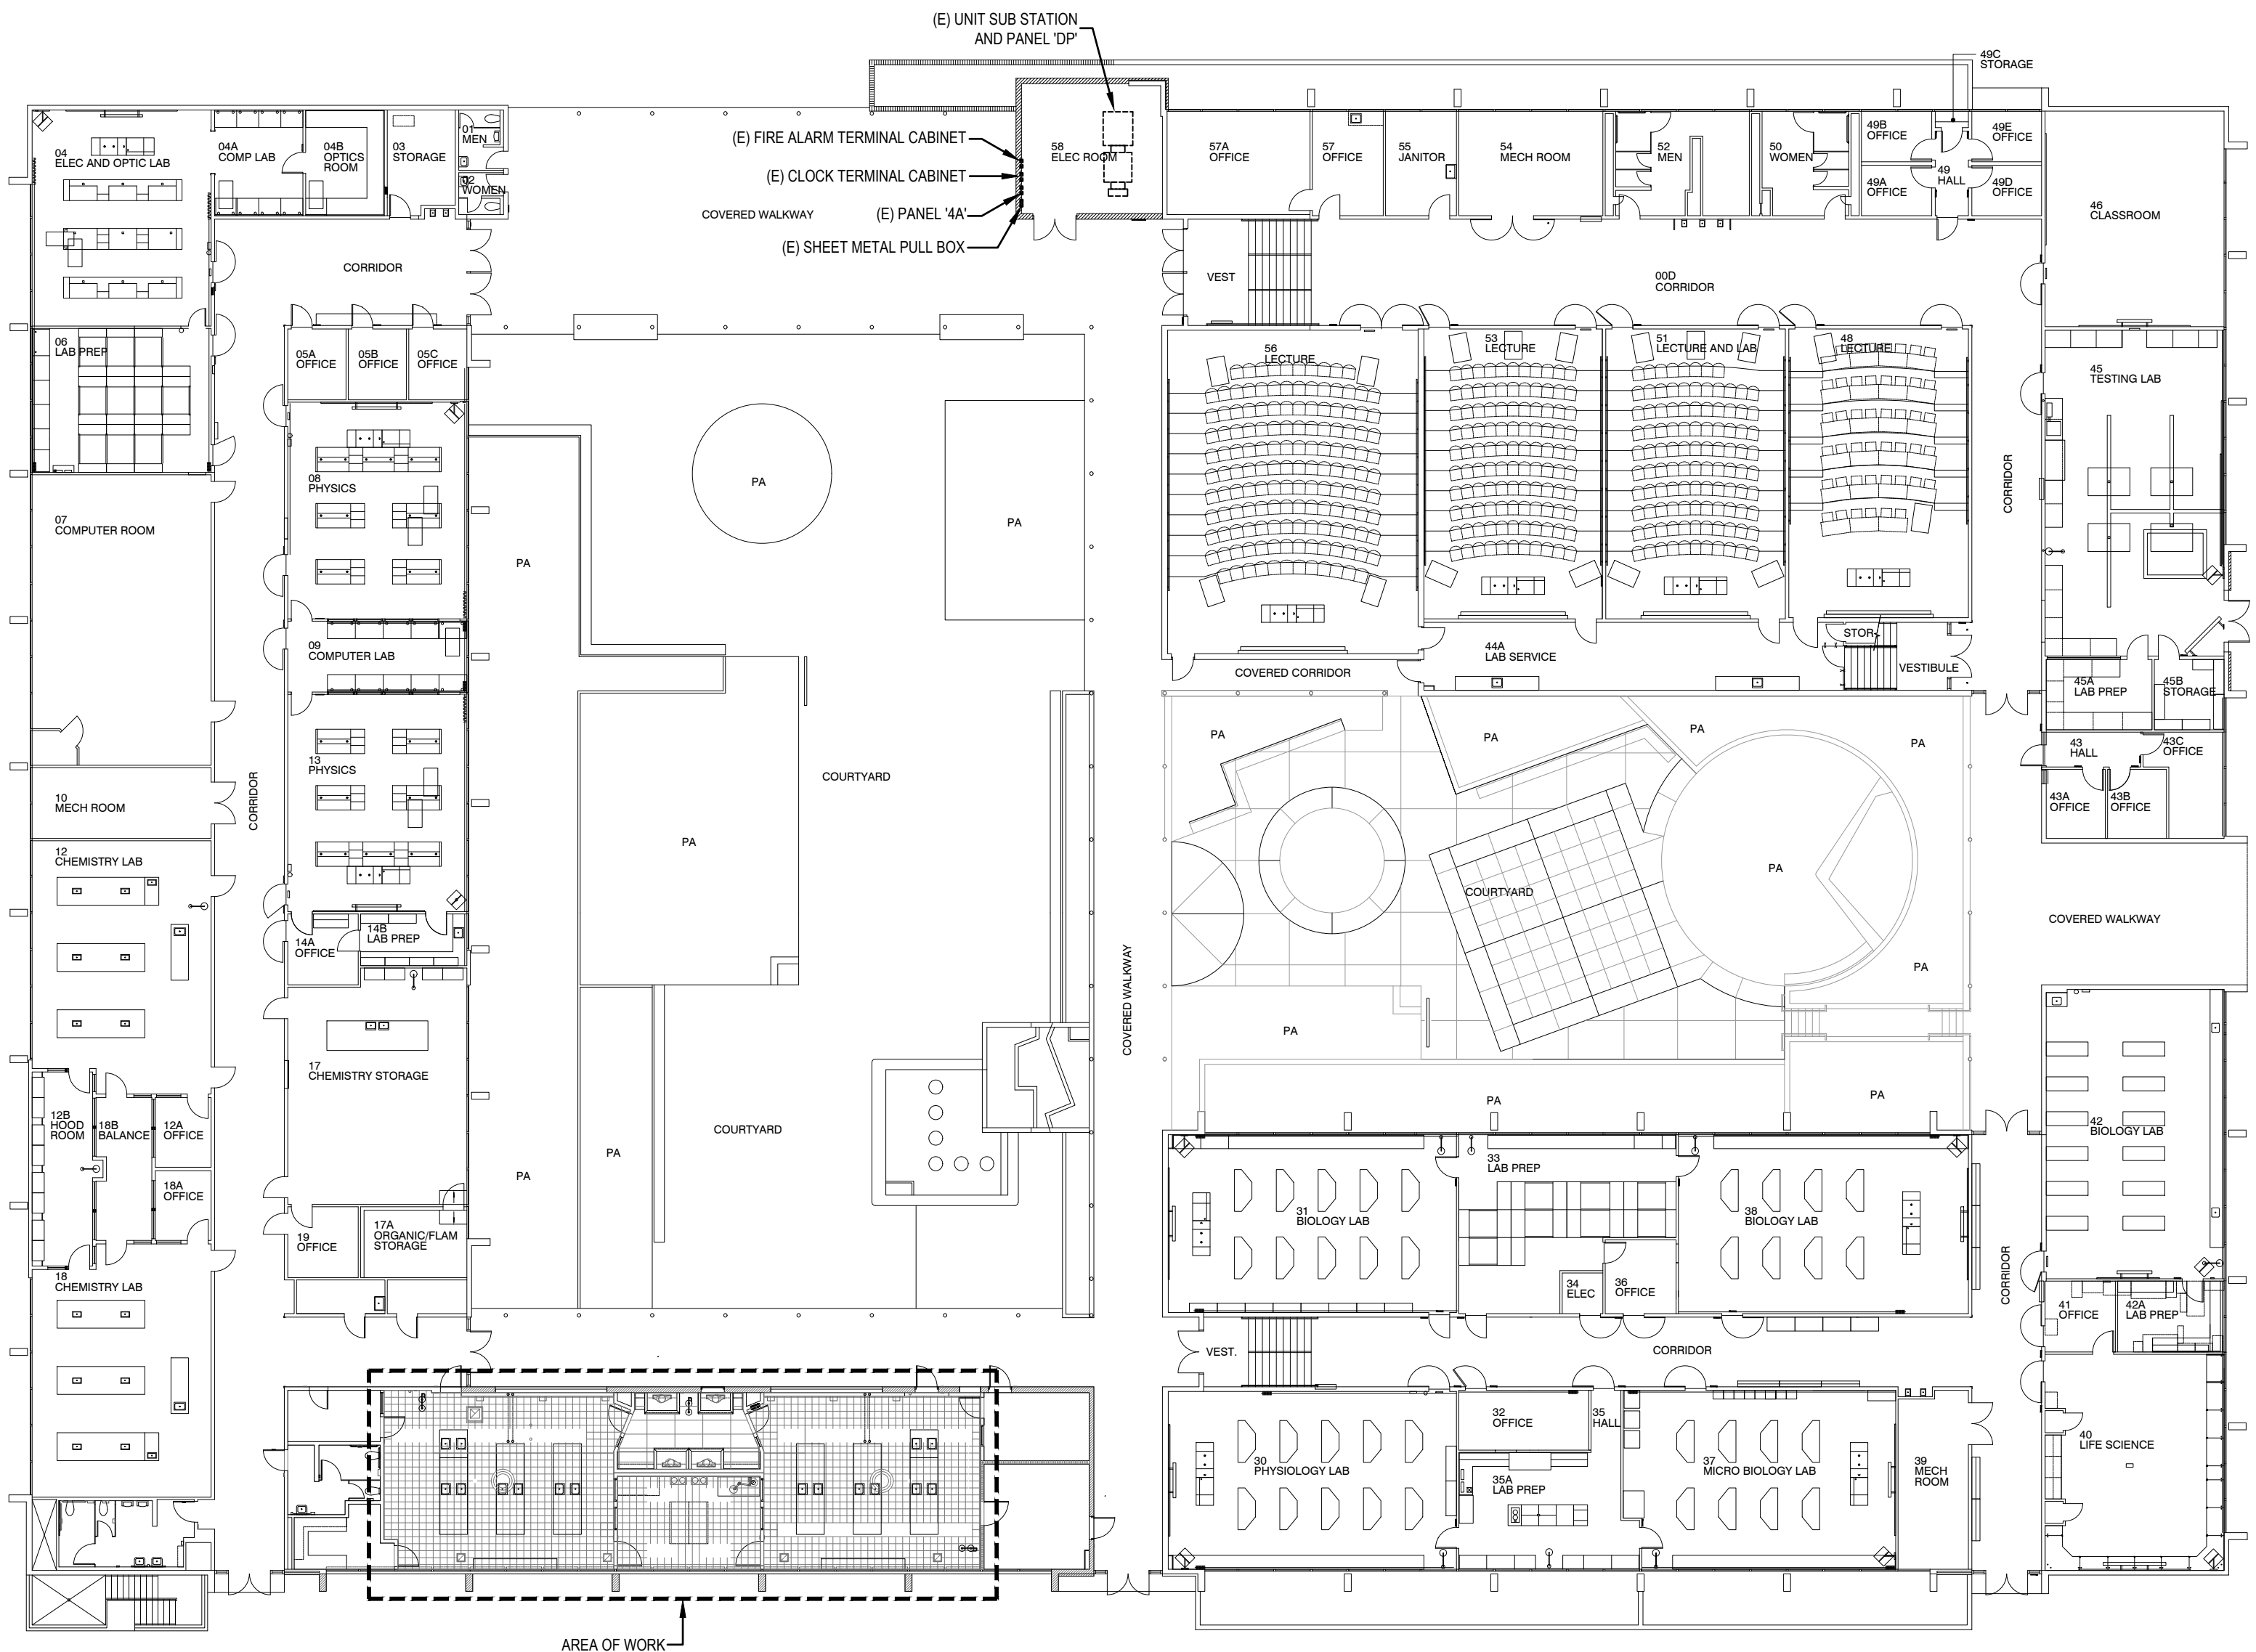 (E) UNIT SUB STATION
AND PANEL 'DP'
49C
STORAGE
(E) FIRE ALARM TERMINAL CABINET
(E) CLOCK TERMINAL CABINET
(E) PANEL '4A'
(E) SHEET METAL PULL BOX
04
ELEC AND OPTIC LAB
04A
COMP LAB
04B
OPTICS
ROOM
03
STORAGE
01
MEN
02
WOMEN
COVERED WALKWAY
58
ELEC ROOM
57A
OFFICE
57
OFFICE
55
JANITOR
54
MECH ROOM
52
MEN
50
WOMEN
49B
OFFICE
49E
OFFICE
49A
OFFICE
49
HALL
49D
OFFICE
46
CLASSROOM
CORRIDOR
VEST
00D
CORRIDOR
06
LAB PREP
05A
OFFICE
05B
OFFICE
05C
OFFICE
56
LECTURE
53
LECTURE
51
LECTURE AND LAB
48
LECTURE
45
TESTING LAB
CORRIDOR
07
COMPUTER ROOM
08
PHYSICS
PA
PA
PA
09
COMPUTER LAB
44A
LAB SERVICE
STOR
VESTIBULE
COVERED CORRIDOR
45A
LAB PREP
45B
STORAGE
43
HALL
43C
OFFICE
43A
OFFICE
43B
OFFICE
10
MECH ROOM
CORRIDOR
13
PHYSICS
COURTYARD
PA
PA
PA
PA
PA
12
CHEMISTRY LAB
PA
COURTYARD
PA
COVERED WALKWAY
14A
OFFICE
14B
LAB PREP
COVERED WALKWAY
PA
PA
17
CHEMISTRY STORAGE
PA
PA
12B
HOOD
ROOM
18B
BALANCE
12A
OFFICE
18A
OFFICE
COURTYARD
PA
PA
42
BIOLOGY LAB
33
LAB PREP
31
BIOLOGY LAB
38
BIOLOGY LAB
19
OFFICE
17A
ORGANIC/FLAM
STORAGE
34
ELEC
36
OFFICE
CORRIDOR
18
CHEMISTRY LAB
41
OFFICE
42A
LAB PREP
VEST.
CORRIDOR
32
OFFICE
35
HALL
30
PHYSIOLOGY LAB
35A
LAB PREP
37
MICRO BIOLOGY LAB
39
MECH
ROOM
40
LIFE SCIENCE
AREA OF WORK